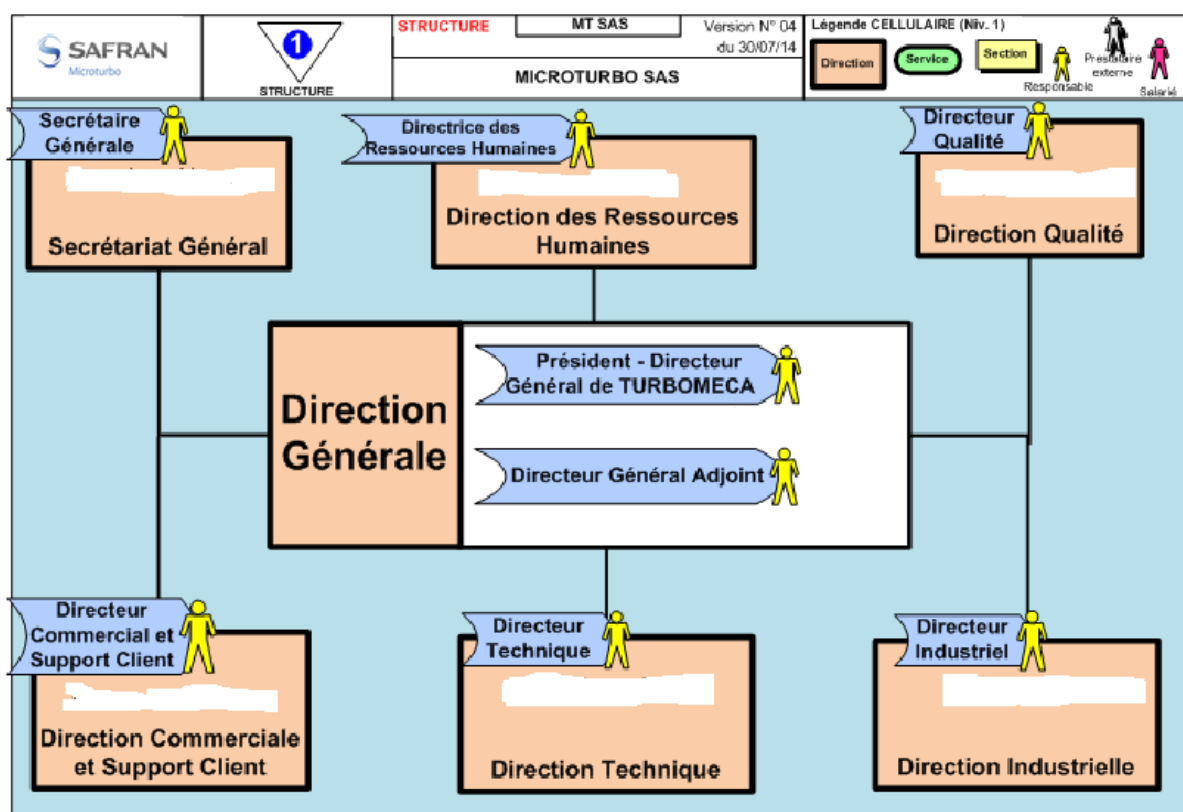 SAFRAN
Microturbo
1
STRUCTURE
STRUCTURE
MT SAS
Version N° 04
du 30/07/14
MICROTURBO SAS
Légende CELLULAIRE (Niv. 1)
Direction
Service
Section
Responsable
Prestataire
externe
Salarié
Secrétaire
Générale
Secrétariat Général
Directrice des
Ressources Humaines
Direction des Ressources
Humaines
Directeur
Qualité
Direction Qualité
Direction
Générale
Président - Directeur
Général de TURBOMECA
Directeur Général Adjoint
Directeur
Commercial et
Support Client
Direction Commerciale
et Support Client
Directeur
Technique
Direction Technique
Directeur
Industriel
Direction Industrielle